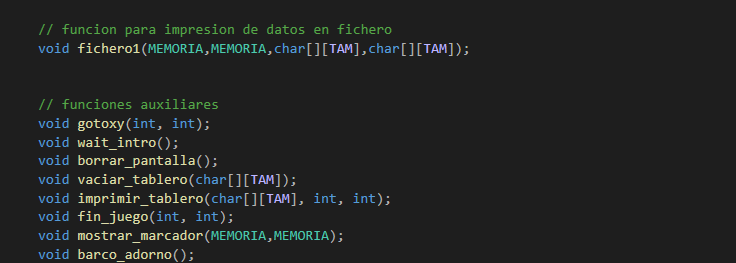 // funcion para impresion de datos en fichero
void fichero1(MEMORIA,MEMORIA,char[][TAM],char[][TAM]);
// funciones auxiliares
void gotoxy(int, int);
void wait_intro();
void borrar_pantalla();
void vaciar_tablero(char[][TAM]);
void imprimir_tablero(char[][TAM], int, int);
void fin_juego(int, int);
void mostrar_marcador(MEMORIA,MEMORIA);
void barco_adorno();